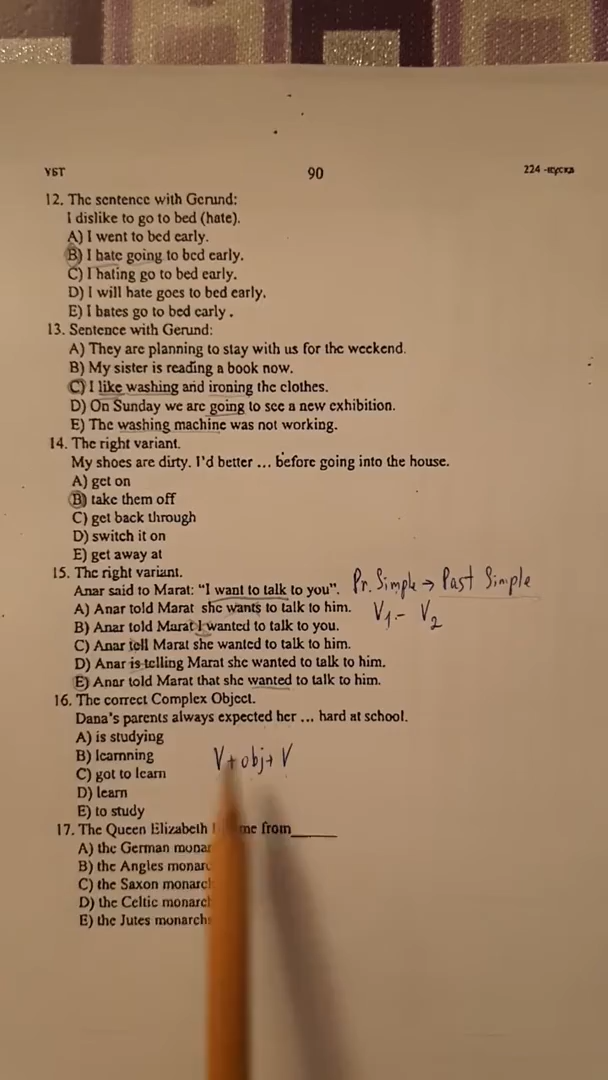 ҰБТ 90 224 -нұсқа
12. The sentence with Gerund:
I dislike to go to bed (hate).
A) I went to bed early.
B) I hate going to bed early.
C) I hating go to bed early.
D) I will hate goes to bed early.
E) I hates go to bed early .
13. Sentence with Gerund:
A) They are planning to stay with us for the weekend.
B) My sister is reading a book now.
C) I like washing and ironing the clothes.
D) On Sunday we are going to see a new exhibition.
E) The washing machine was not working.
14. The right variant.
My shoes are dirty. I'd better ... before going into the house.
A) get on
B) take them off
C) get back through
D) switch it on
E) get away at
15. The right variant.
Anar said to Marat: “I want to talk to you”. Pr. Simple → Past Simple
A) Anar told Marat she wants to talk to him. V1 - V2
B) Anar told Marat I wanted to talk to you.
C) Anar tell Marat she wanted to talk to him.
D) Anar is telling Marat she wanted to talk to him.
E) Anar told Marat that she wanted to talk to him.
16. The correct Complex Object.
Dana's parents always expected her ... hard at school.
A) is studying
B) learnning V+obj+ V
C) got to learn
D) learn
E) to study
17. The Queen Elizabeth from______
A) the German
B) the Angles
C) the Saxon
D) the Celtic
E) the Jutes